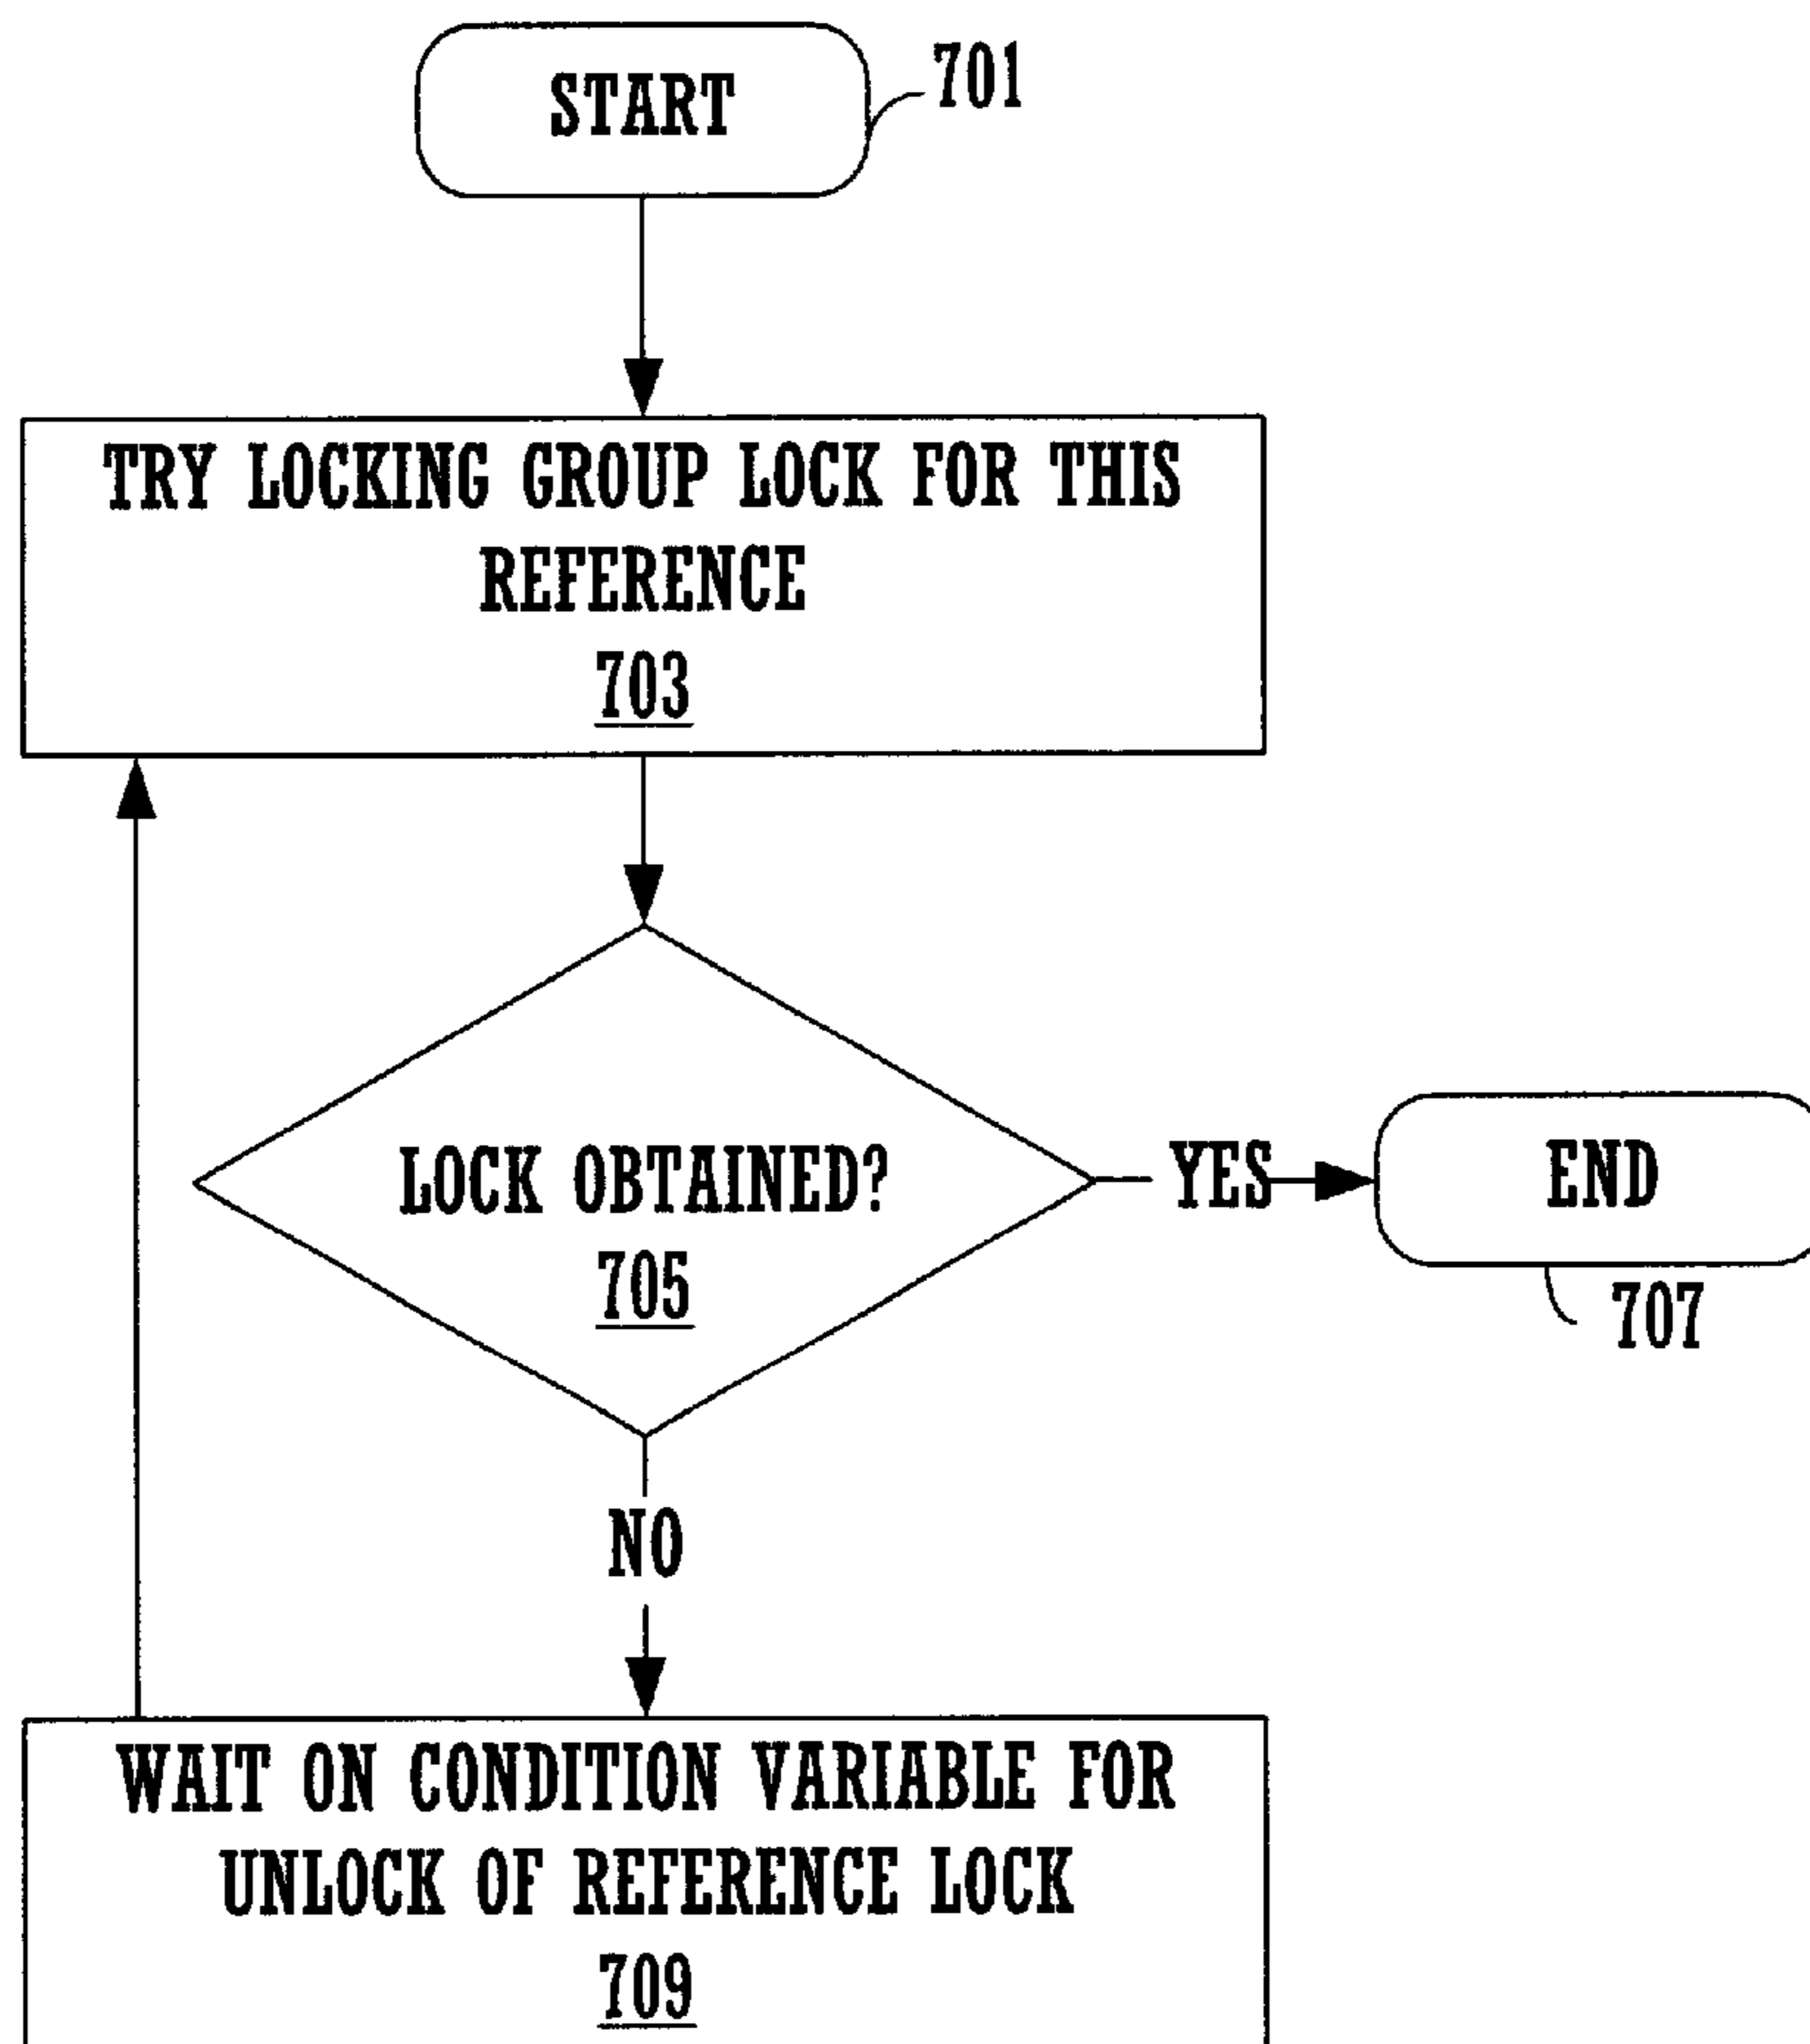 START
701
TRY LOCKING GROUP LOCK FOR THIS
REFERENCE
703
LOCK OBTAINED?
705
YES
END
707
NO
WAIT ON CONDITION VARIABLE FOR
UNLOCK OF REFERENCE LOCK
709